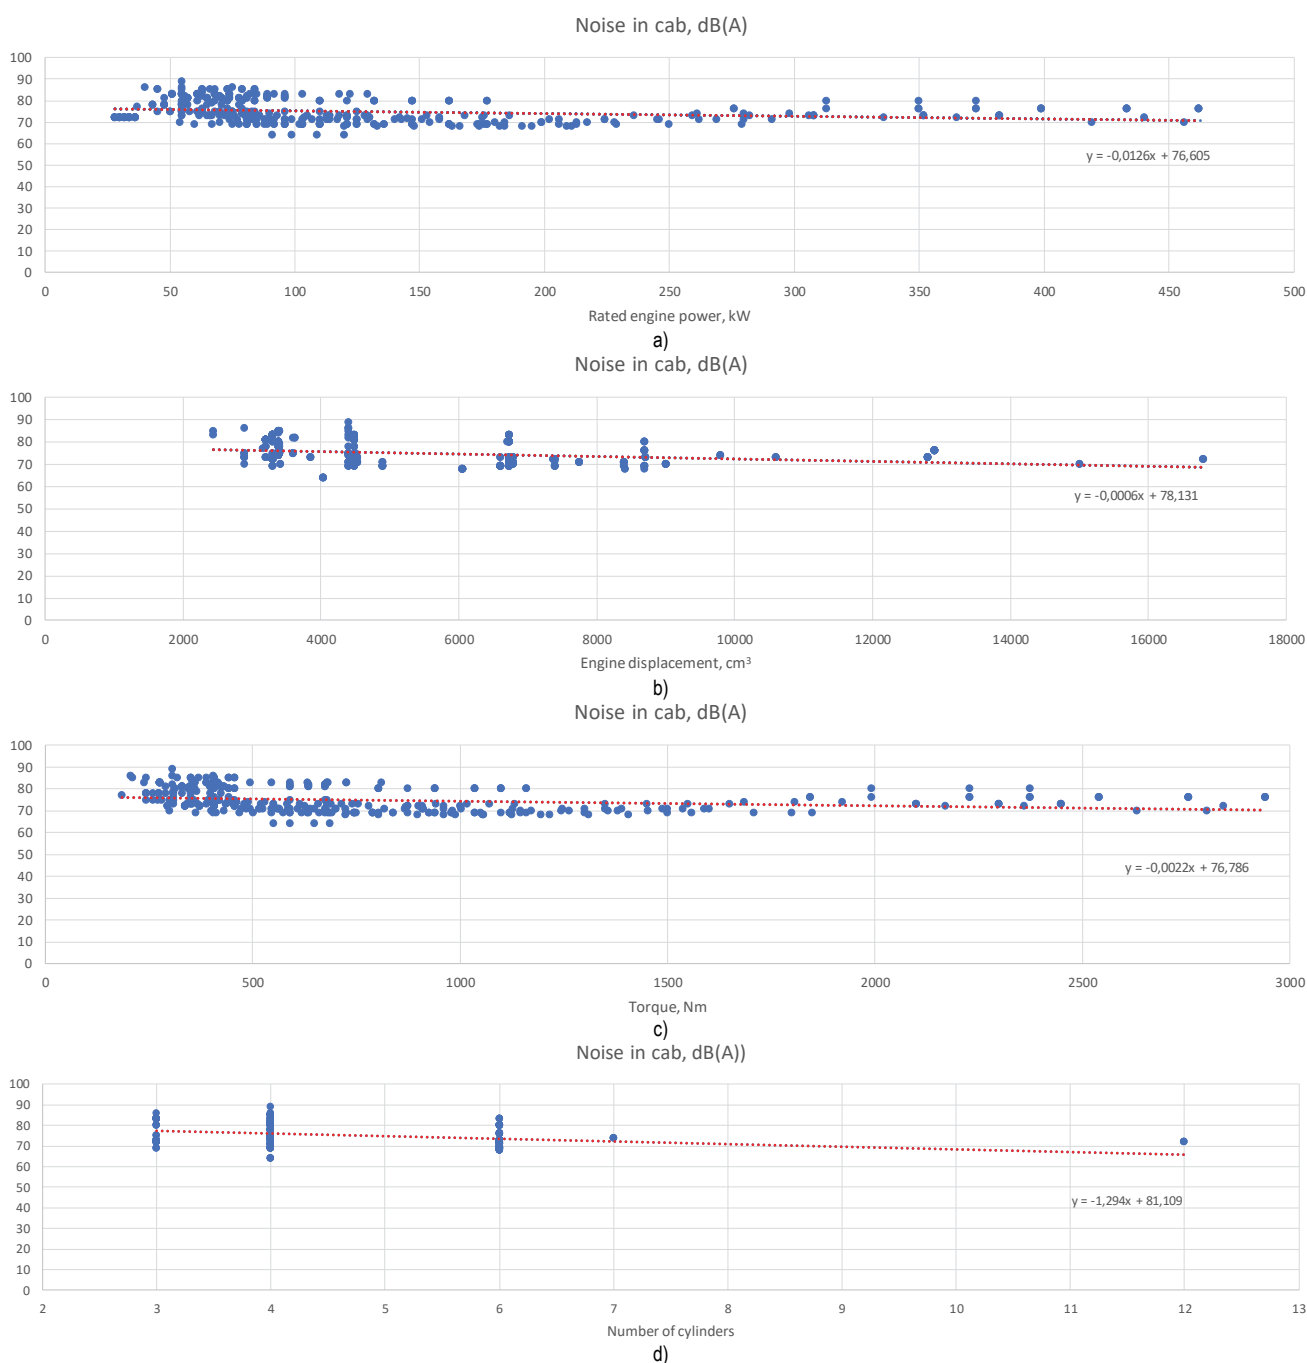 Noise in cab, dB(A)
100
90
80
70
60
50
40
30
20
10
0
y = -0,0126x + 76,605
0 50 100 150 200 250 300 350 400 450 500
Rated engine power, kW
a)
Noise in cab, dB(A)
100
90
80
70
60
50
40
30
20
10
0
y = -0,0006x + 78,131
0 2000 4000 6000 8000 10000 12000 14000 16000 18000
Engine displacement, cm³
b)
Noise in cab, dB(A)
100
90
80
70
60
50
40
30
20
10
0
y = -0,0022x + 76,786
0 500 1000 1500 2000 2500 3000
Torque, Nm
c)
Noise in cab, dB(A))
100
90
80
70
60
50
40
30
20
10
0
y = -1,294x + 81,109
2 3 4 5 6 7 8 9 10 11 12 13
Number of cylinders
d)